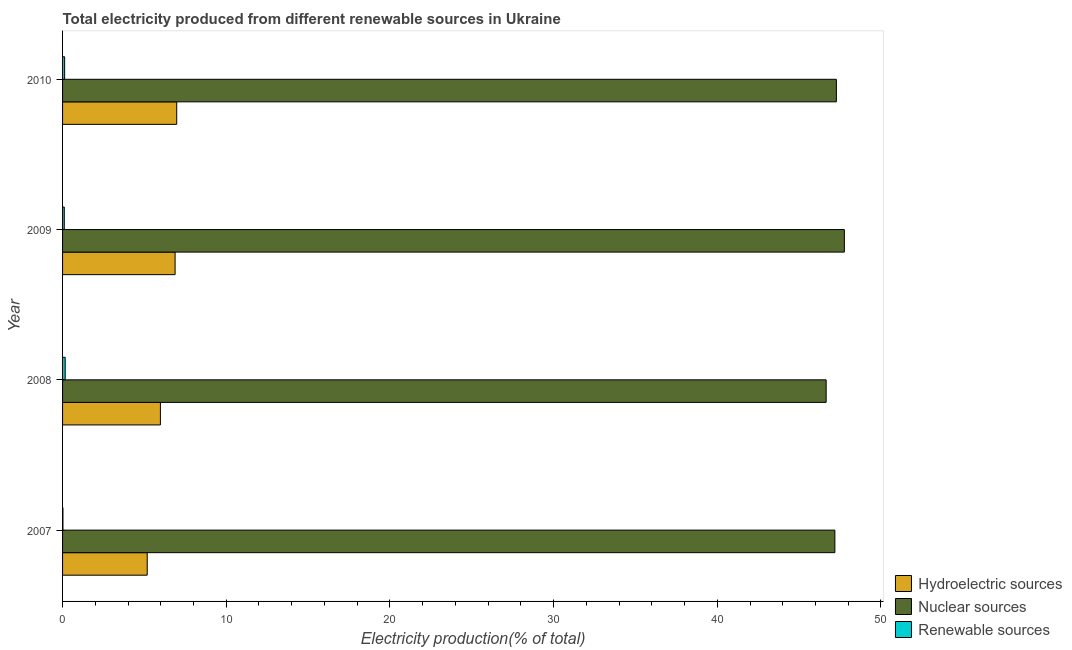 Total electricity produced from different renewable sources in Ukraine
2010
2009
2008
2007
Year
0
10
20
30
40
50
Electricity production(% of total)
Hydroelectric sources
Nuclear sources
Renewable sources